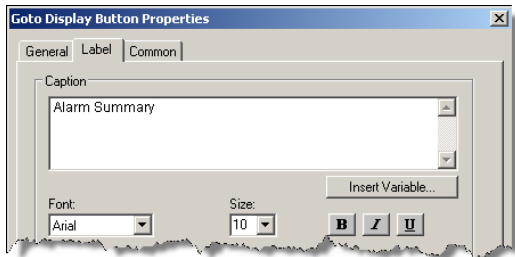 Goto Display Button Properties
General Label Common
Caption
Alarm Summary
Insert Variable...
Font: Size:
Arial 10 B I U